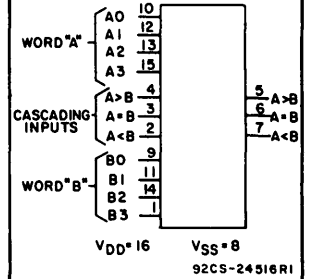 WORD "A"
A0 10
A1 12
A2 13
A3 15
CASCADING INPUTS
A>B 4
A=B 3
A<B 2
5 A>B
6 A=B
7 A<B
WORD "B"
B0 9
B1 11
B2 14
B3 1
VDD=16 VSS=8
92CS-24516R1